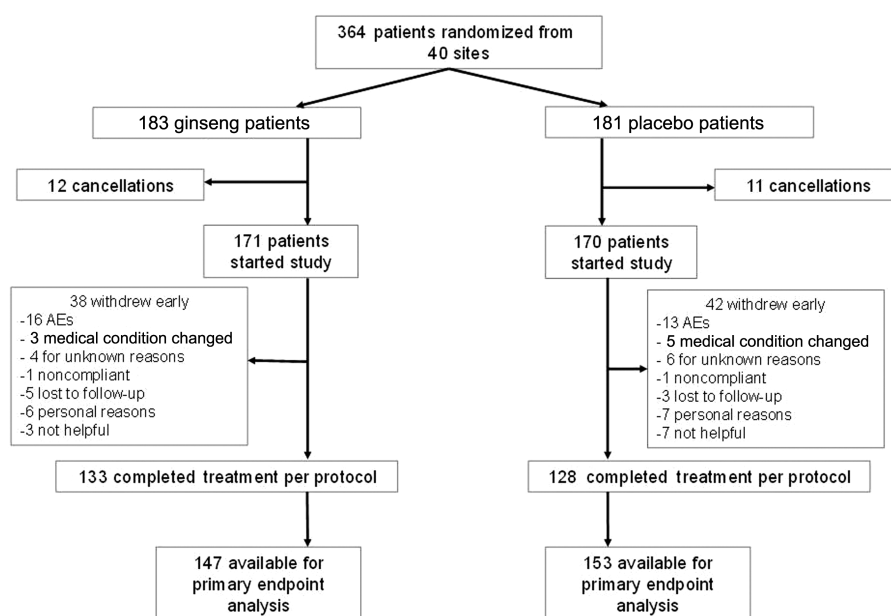 364 patients randomized from
40 sites
183 ginseng patients
181 placebo patients
12 cancellations
11 cancellations
171 patients
started study
170 patients
started study
38 withdrew early
-16 AEs
- 3 medical condition changed
- 4 for unknown reasons
-1 noncompliant
-5 lost to follow-up
-6 personal reasons
-3 not helpful
42 withdrew early
-13 AEs
- 5 medical condition changed
- 6 for unknown reasons
-1 noncompliant
-3 lost to follow-up
-7 personal reasons
-7 not helpful
133 completed treatment per protocol
128 completed treatment per protocol
147 available for
primary endpoint
analysis
153 available for
primary endpoint
analysis